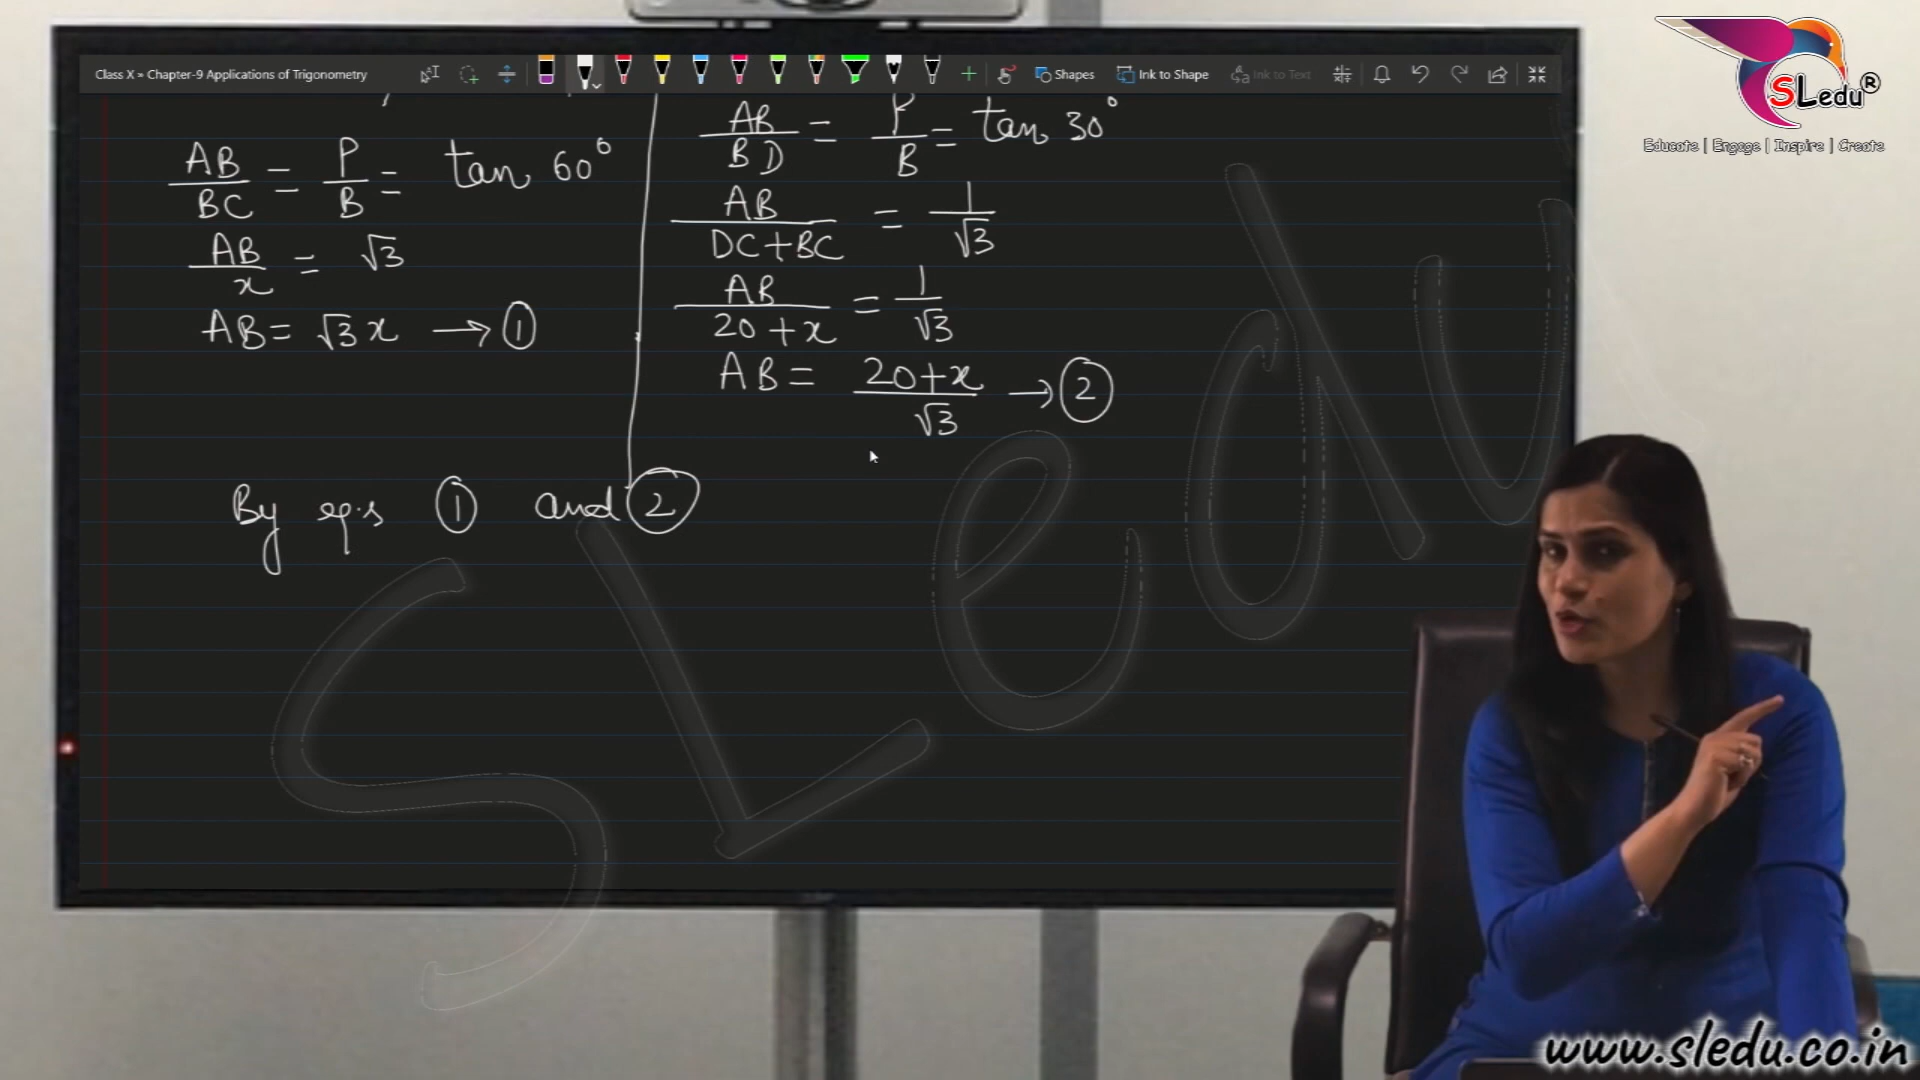 SLedu®
Educate | Engage | Inspire | Create
Class X » Chapter-9 Applications of Trigonometry
Shapes
Ink to Shape
Ink to Text
AB/BC = P/B = tan 60°
AB/x = √3
AB = √3 x → ①
AB/BD = P/B = tan 30°
AB/DC+BC = 1/√3
AB/20+x = 1/√3
AB = 20+x/√3 → ②
By eq.s ① and ②
SLedu
www.sledu.co.in